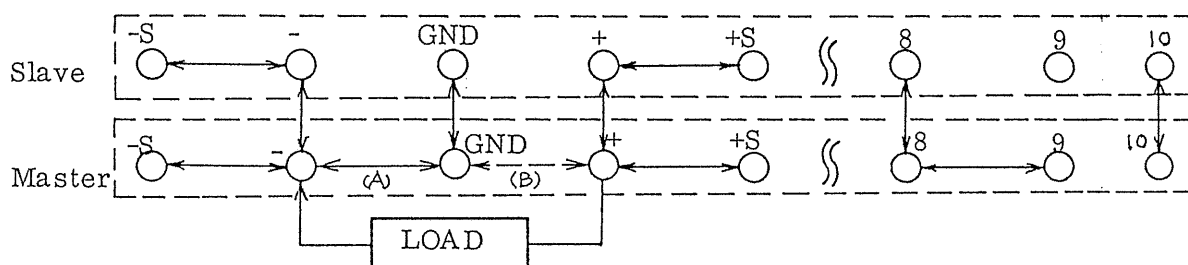 -S - GND + +S 8 9 10
Slave
-S - GND + +S 8 9 10
Master
(A) (B)
LOAD